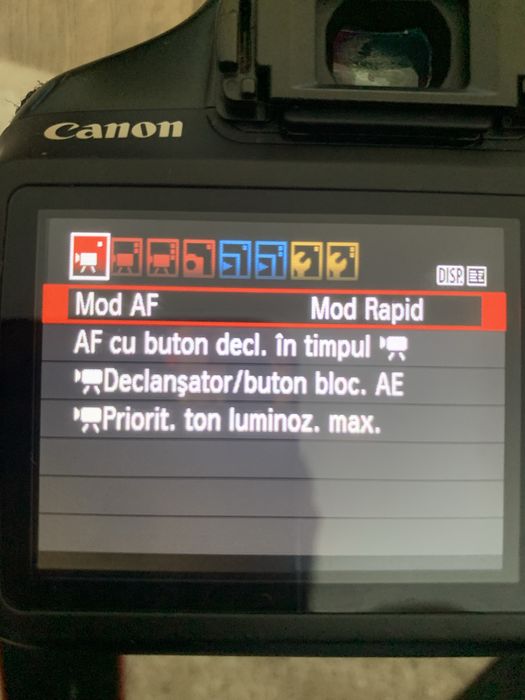 Canon
DISP.
Mod AF Mod Rapid
AF cu buton decl. în timpul
Declanşator/buton bloc. AE
Priorit. ton luminoz. max.